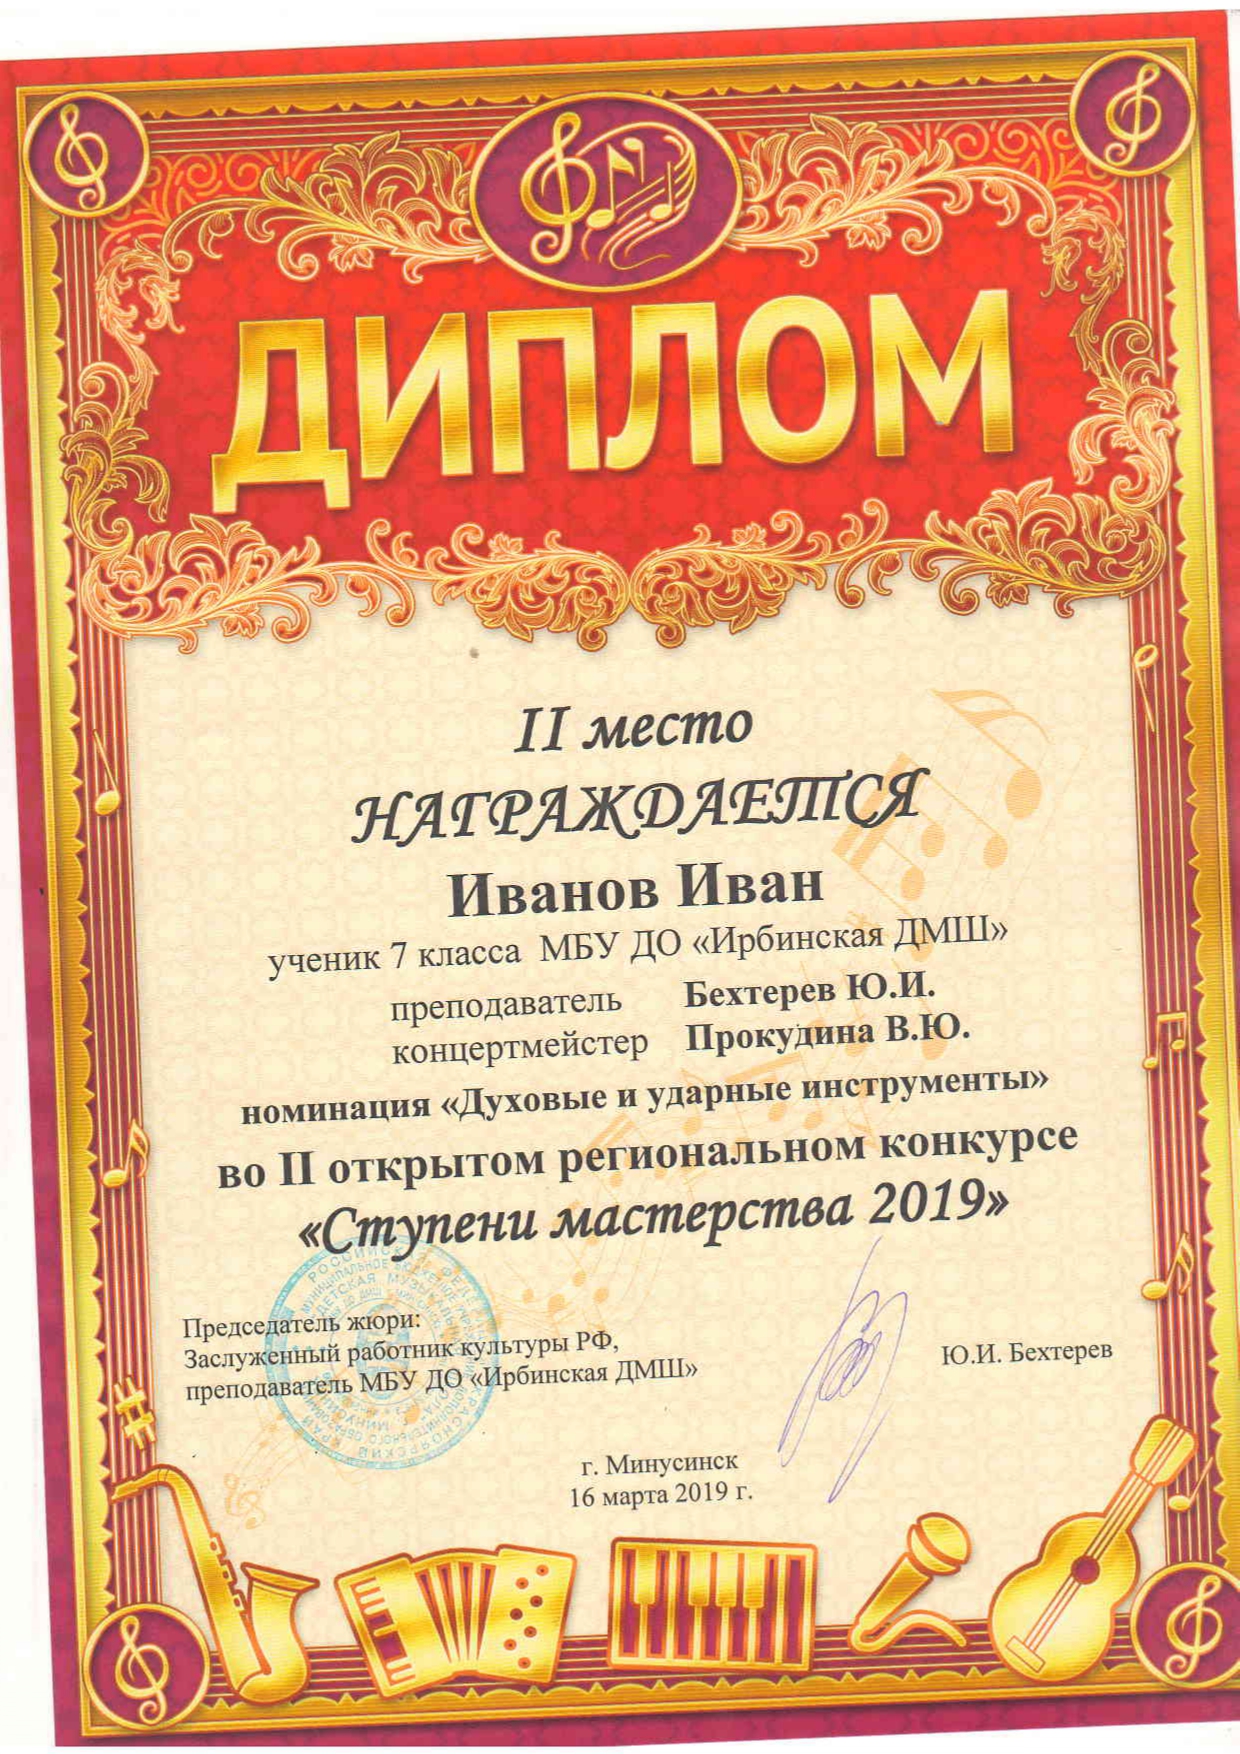 ДИПЛОМ
II место
НАГРАЖДАЕТСЯ
Иванов Иван
ученик 7 класса МБУ ДО «Ирбинская ДМШ»
преподаватель Бехтерев Ю.И.
концертмейстер Прокудина В.Ю.
номинация «Духовые и ударные инструменты»
во II открытом региональном конкурсе
«Ступени мастерства 2019»
Председатель жюри:
Заслуженный работник культуры РФ,
преподаватель МБУ ДО «Ирбинская ДМШ»
Ю.И. Бехтерев
г. Минусинск
16 марта 2019 г.